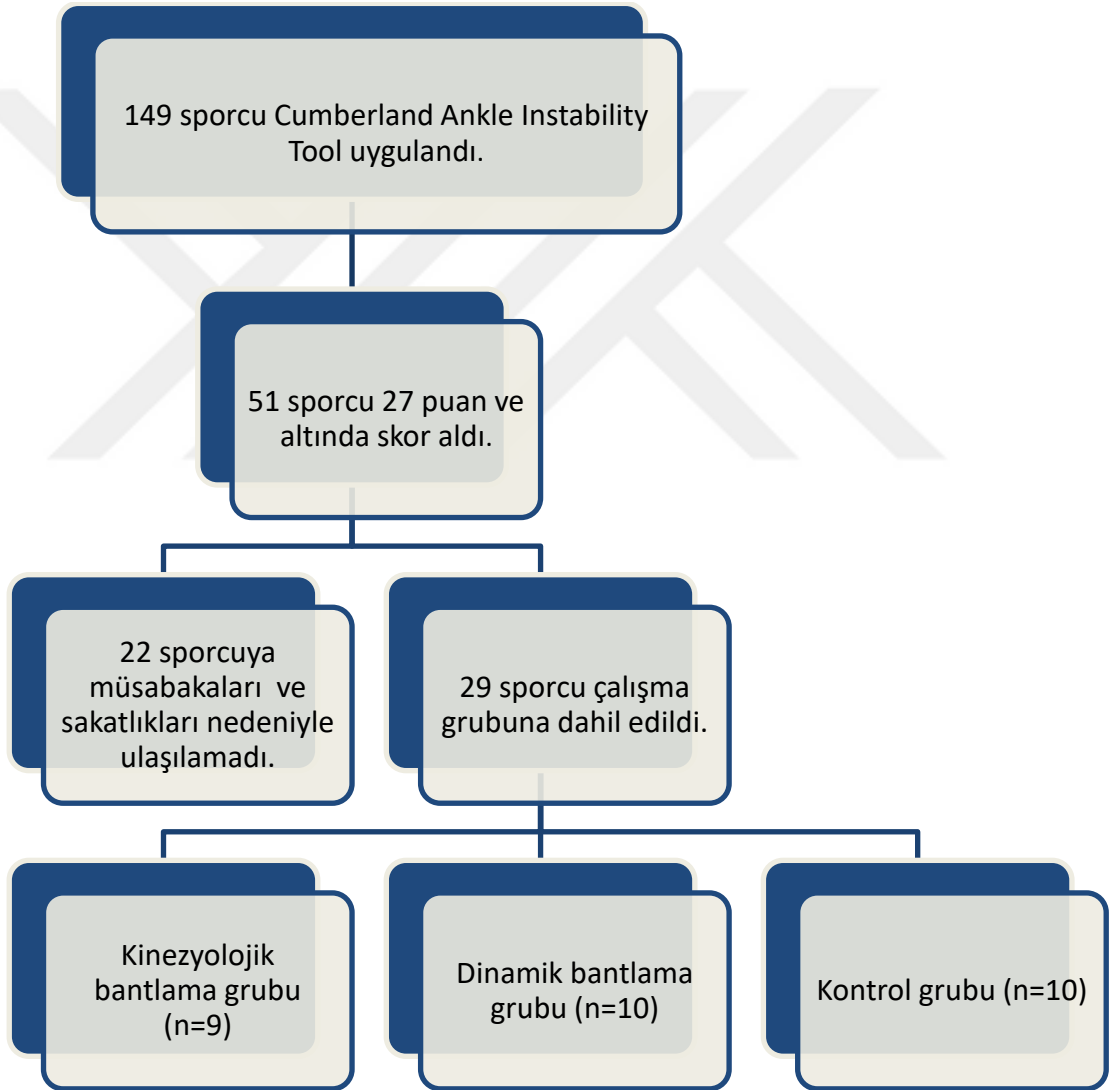 149 sporcu Cumberland Ankle Instability
Tool uygulandı.
51 sporcu 27 puan ve
altında skor aldı.
22 sporcuya
müsabakaları ve
sakatlıkları nedeniyle
ulaşılamadı.
29 sporcu çalışma
grubuna dahil edildi.
Kinezyolojik
bantlama grubu
(n=9)
Dinamik bantlama
grubu (n=10)
Kontrol grubu (n=10)